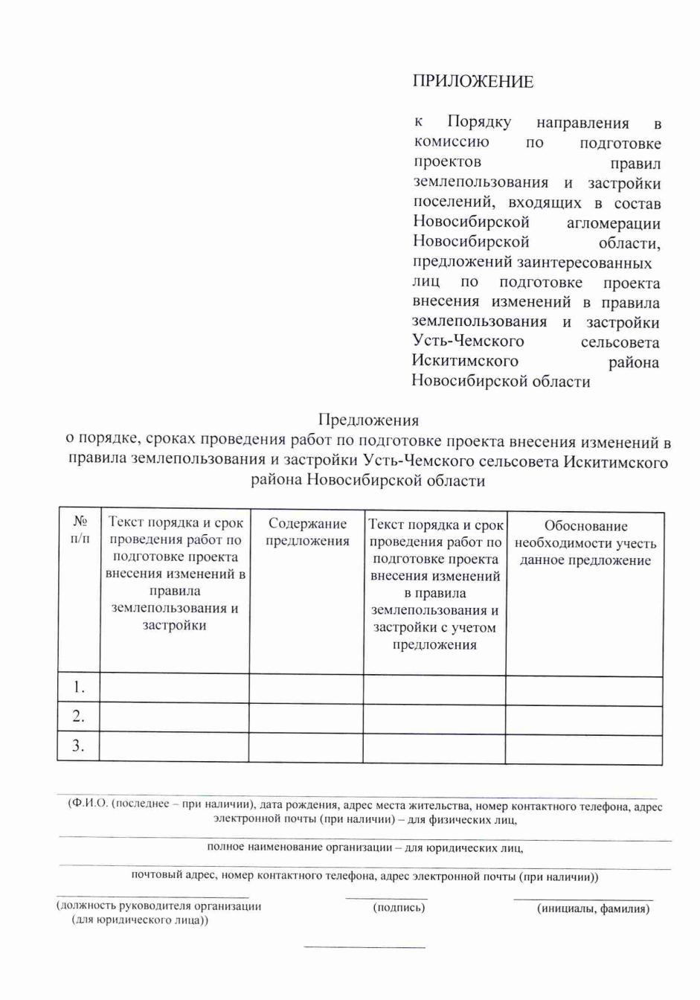 ПРИЛОЖЕНИЕ
к Порядку направления в
комиссию по подготовке
проектов правил
землепользования и застройки
поселений, входящих в состав
Новосибирской агломерации
Новосибирской области,
предложений заинтересованных
лиц по подготовке проекта
внесения изменений в правила
землепользования и застройки
Усть-Чемского сельсовета
Искитимского района
Новосибирской области
Предложения
о порядке, сроках проведения работ по подготовке проекта внесения изменений в
правила землепользования и застройки Усть-Чемского сельсовета Искитимского
района Новосибирской области
№
п/п
Текст порядка и срок
проведения работ по
подготовке проекта
внесения изменений в
правила
землепользования и
застройки
Содержание
предложения
Текст порядка и срок
проведения работ по
подготовке проекта
внесения изменений
в правила
землепользования и
застройки с учетом
предложения
Обоснование
необходимости учесть
данное предложение
1.
2.
3.
(Ф.И.О. (последнее – при наличии), дата рождения, адрес места жительства, номер контактного телефона, адрес
электронной почты (при наличии) – для физических лиц,
полное наименование организации – для юридических лиц,
почтовый адрес, номер контактного телефона, адрес электронной почты (при наличии))
(должность руководителя организации
(для юридического лица))
(подпись)
(инициалы, фамилия)